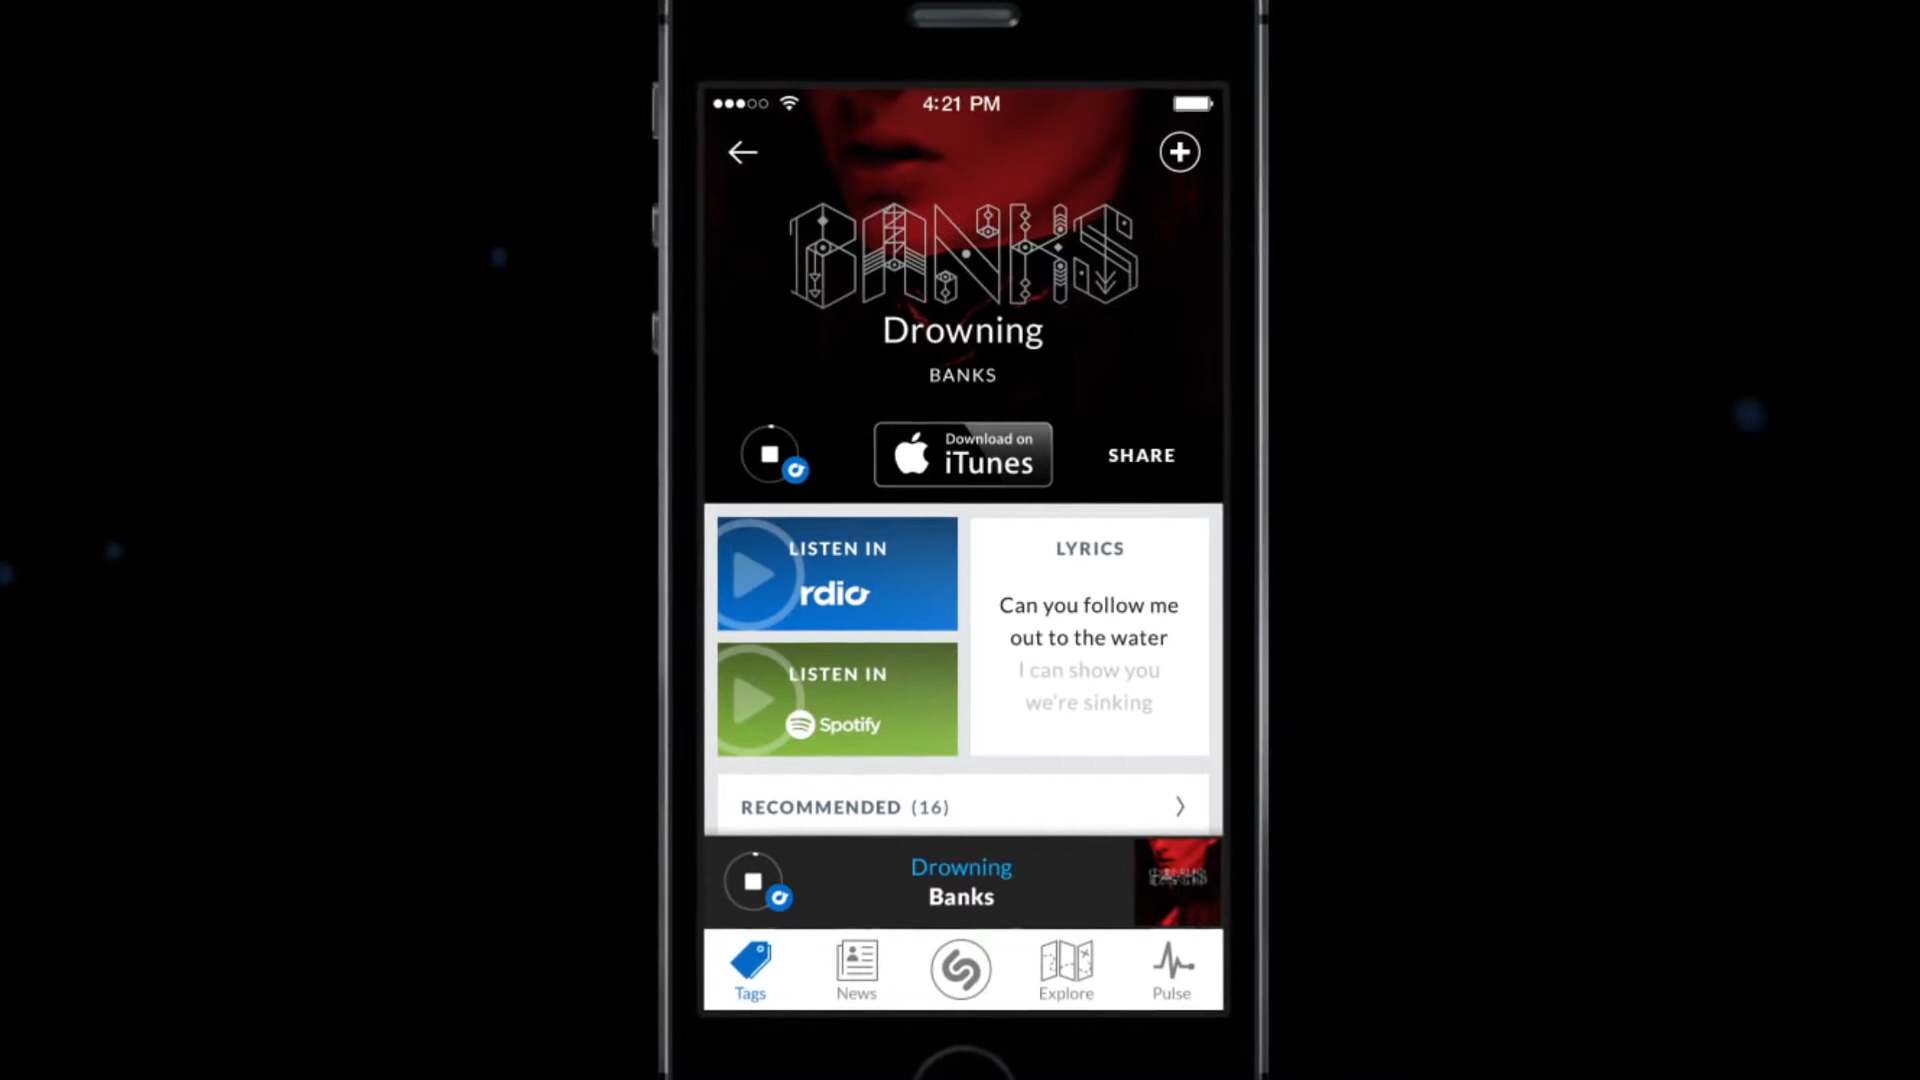 4:21 PM
BANKS
Drowning
BANKS
Download on
iTunes
SHARE
LISTEN IN
rdio
LISTEN IN
Spotify
LYRICS
Can you follow me
out to the water
I can show you
we're sinking
RECOMMENDED (16)
Drowning
Banks
BANKS
Tags
News
Explore
Pulse